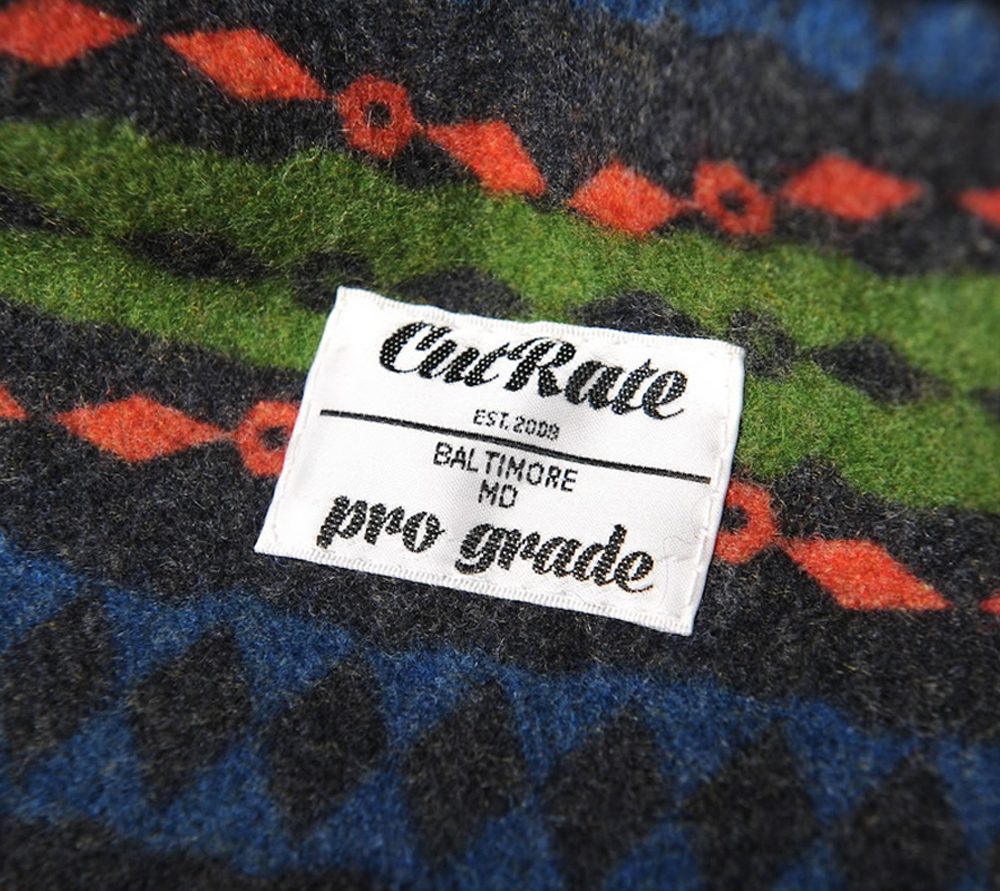 CutRate
EST. 2009
BALTIMORE
MD
pro grade